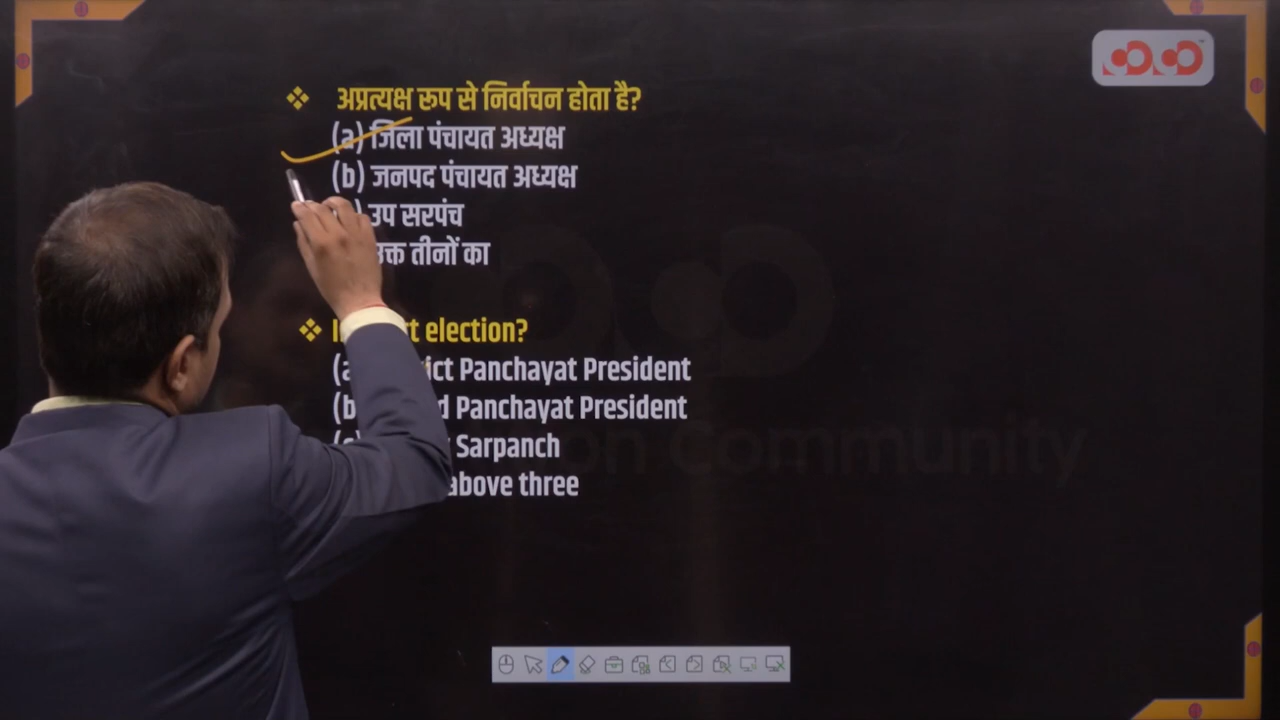 ❖ अप्रत्यक्ष रूप से निर्वाचन होता है?
(a) जिला पंचायत अध्यक्ष
(b) जनपद पंचायत अध्यक्ष
उप सरपंच
तीनों का
❖ election?
(a) Panchayat President
(b) Panchayat President
Sarpanch
above three
Community